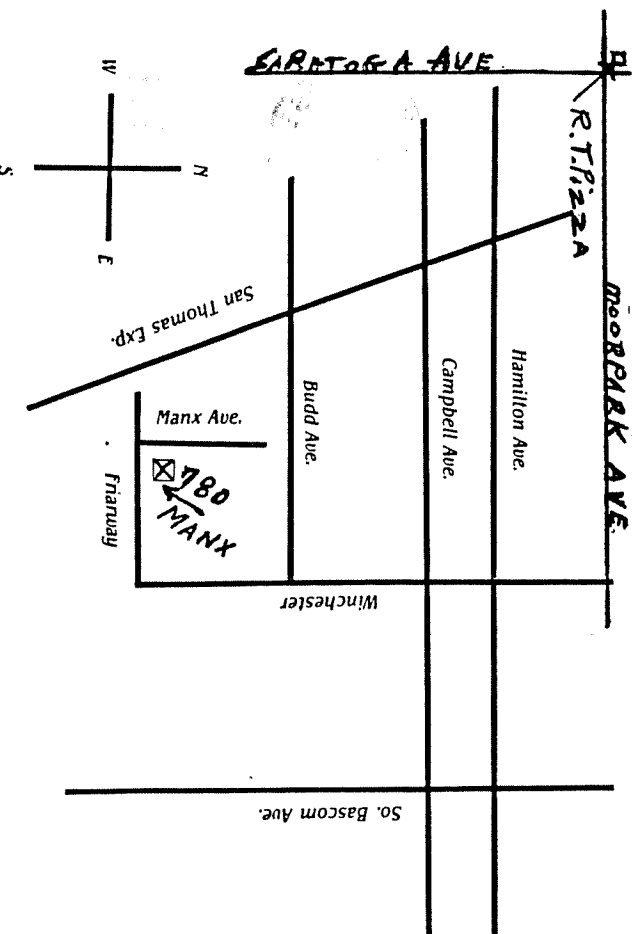 SARATOGA AVE
R.T.PizzA
MOORPARK AVE.
W
N
S
E
San Thomas Exp.
Hamilton Ave.
Campbell Ave.
Budd Ave.
Manx Ave.
780
MANX
Friarway
Winchester
So. Bascom Ave.